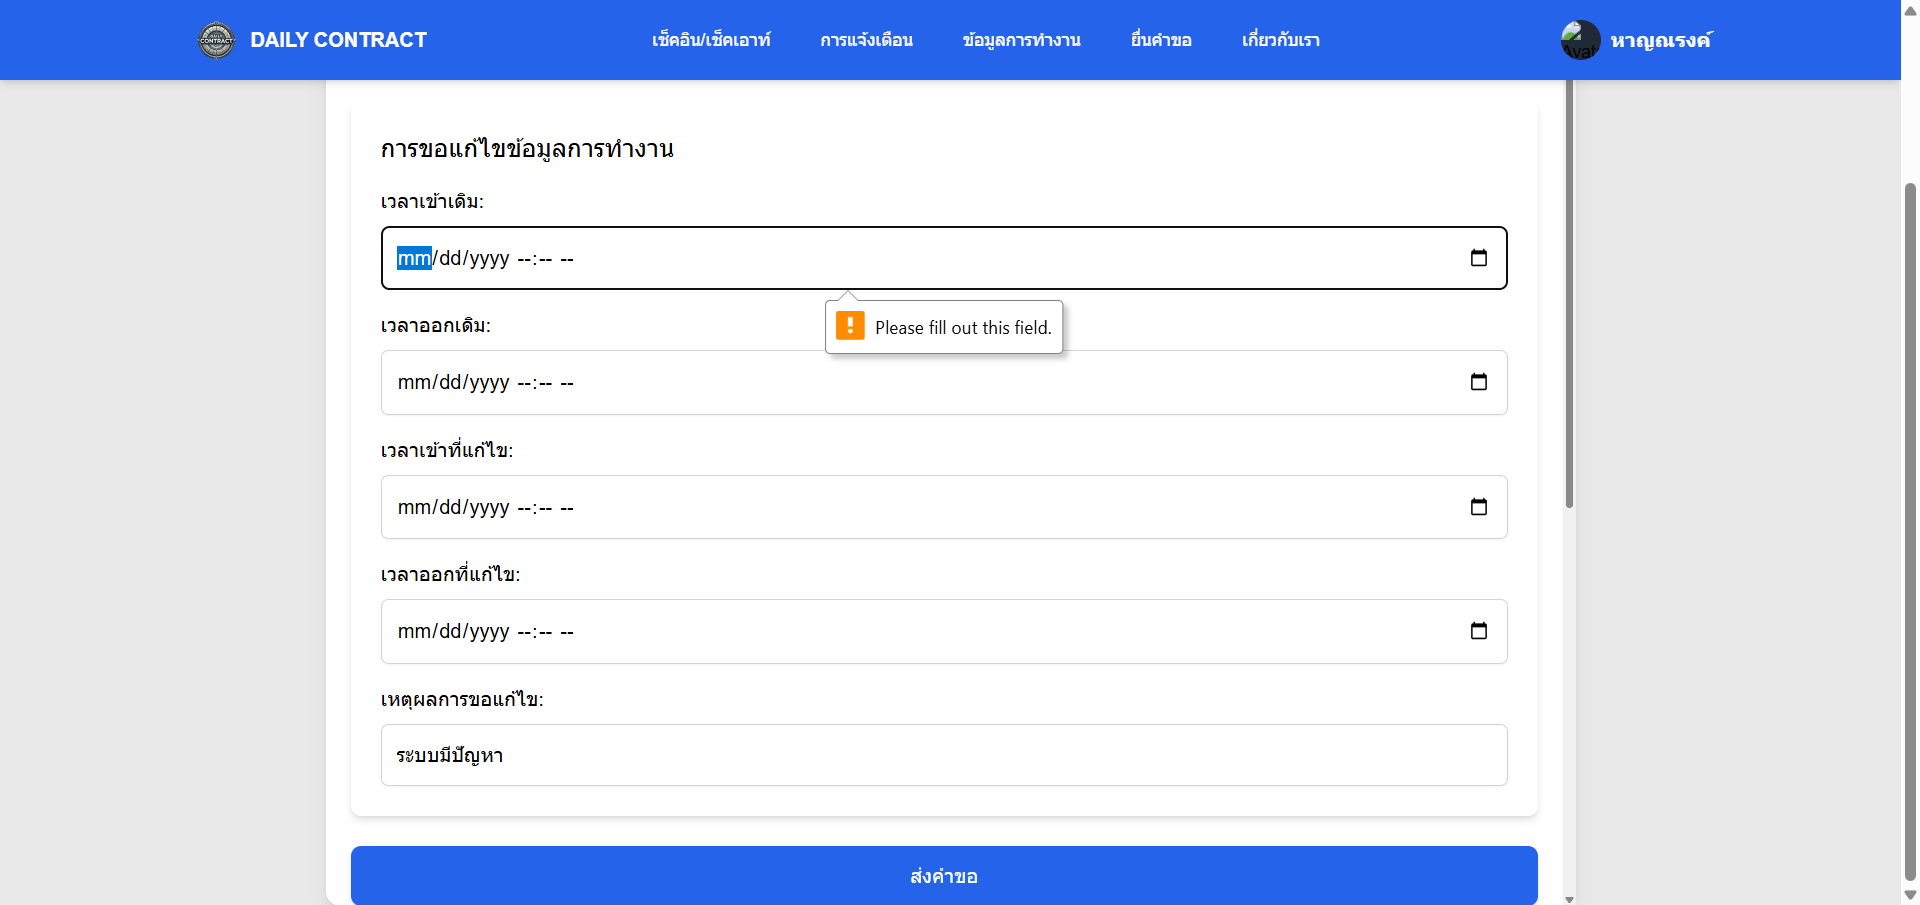 DAILY CONTRACT
เช็คอิน/เช็คเอาท์
การแจ้งเตือน
ข้อมูลการทำงาน
ยื่นคำขอ
เกี่ยวกับเรา
หาญณรงค์
การขอแก้ไขข้อมูลการทำงาน
เวลาเข้าเดิม:
mm/dd/yyyy --:-- --
Please fill out this field.
เวลาออกเดิม:
mm/dd/yyyy --:-- --
เวลาเข้าที่แก้ไข:
mm/dd/yyyy --:-- --
เวลาออกที่แก้ไข:
mm/dd/yyyy --:-- --
เหตุผลการขอแก้ไข:
ระบบมีปัญหา
ส่งคำขอ